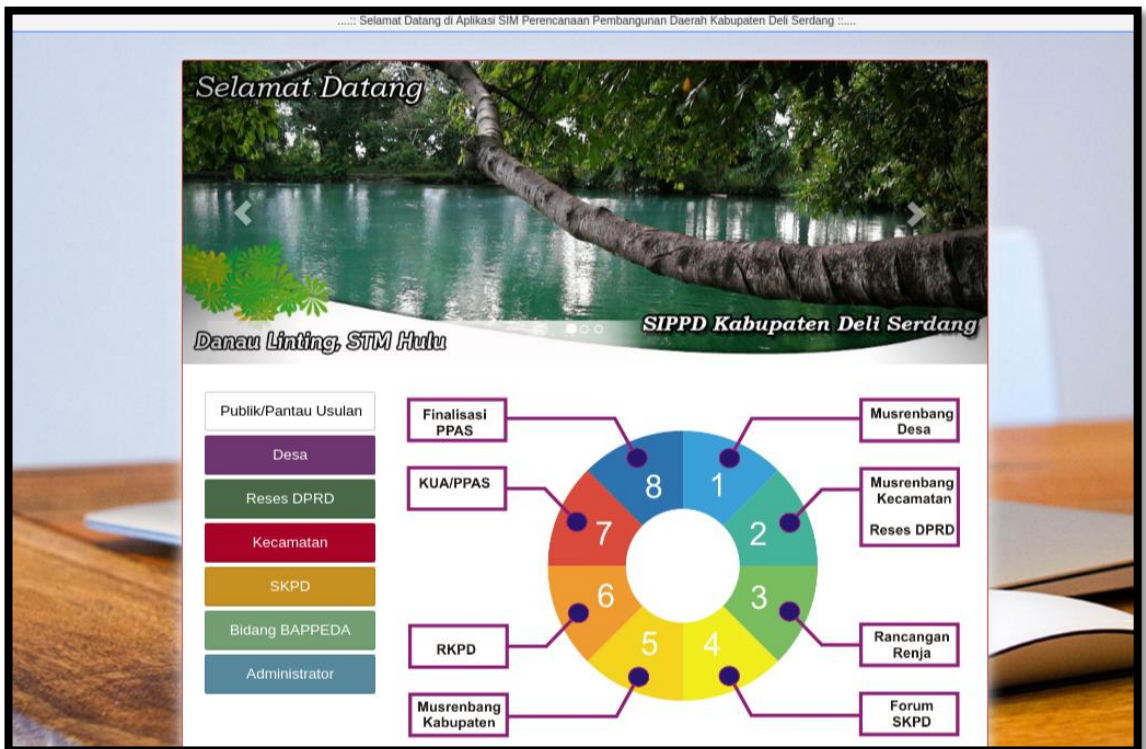 ....:: Selamat Datang di Aplikasi SIM Perencanaan Pembangunan Daerah Kabupaten Deli Serdang ::....
Selamat Datang
SIPPD Kabupaten Deli Serdang
Danau Linting, STM Hulu
Publik/Pantau Usulan
Desa
Reses DPRD
Kecamatan
SKPD
Bidang BAPPEDA
Administrator
Finalisasi
PPAS
KUA/PPAS
RKPD
Musrenbang
Kabupaten
8
1
7
2
6
3
5
4
Musrenbang
Desa
Musrenbang
Kecamatan
Reses DPRD
Rancangan
Renja
Forum
SKPD